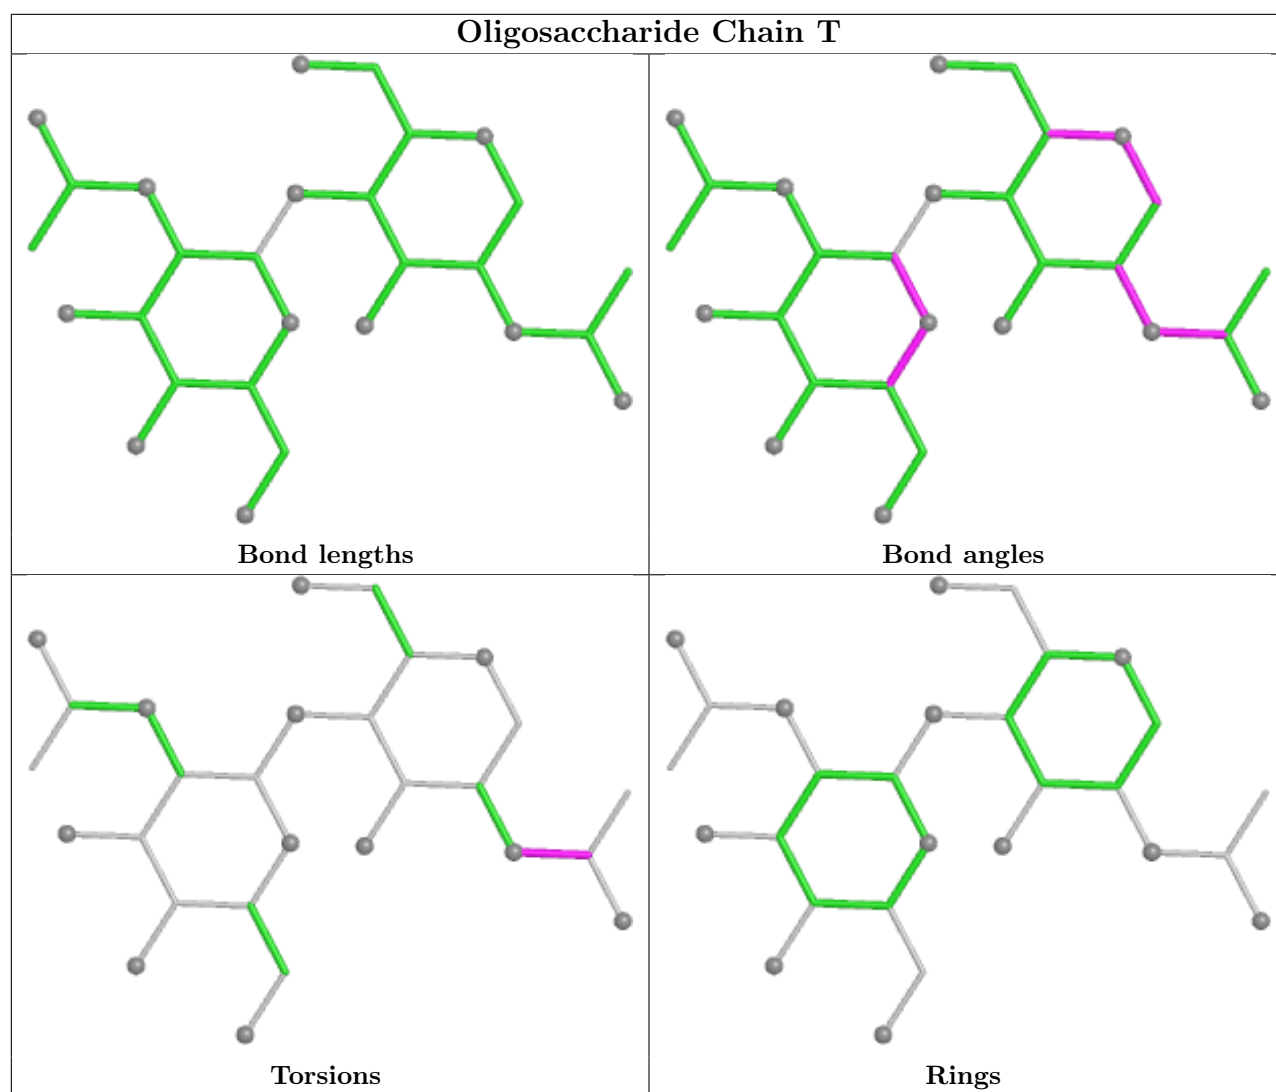 Oligosaccharide Chain T
Bond lengths
Bond angles
Torsions
Rings